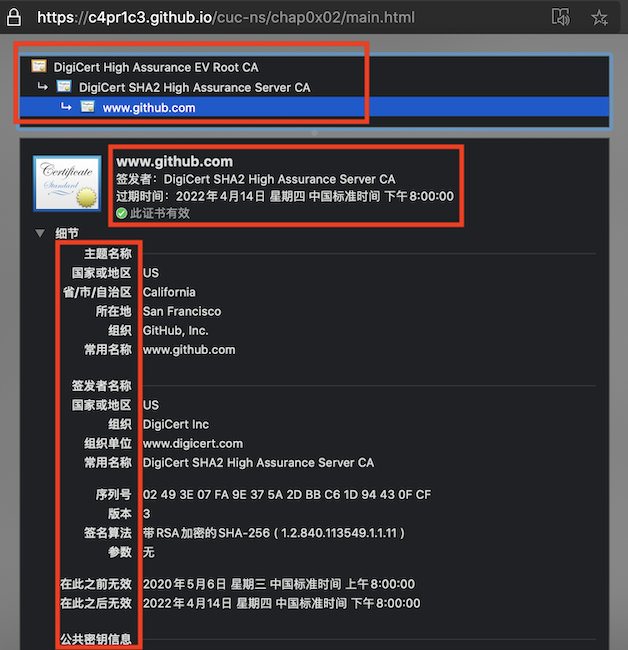 https://c4pr1c3.github.io/cuc-ns/chap0x02/main.html
DigiCert High Assurance EV Root CA
DigiCert SHA2 High Assurance Server CA
www.github.com
Certificate
Standard
www.github.com
签发者：DigiCert SHA2 High Assurance Server CA
过期时间：2022年4月14日 星期四 中国标准时间 下午8:00:00
此证书有效
细节
主题名称
国家或地区 US
省/市/自治区 California
所在地 San Francisco
组织 GitHub, Inc.
常用名称 www.github.com
签发者名称
国家或地区 US
组织 DigiCert Inc
组织单位 www.digicert.com
常用名称 DigiCert SHA2 High Assurance Server CA
序列号 02 49 3E 07 FA 9E 37 5A 2D BB C6 1D 94 43 0F CF
版本 3
签名算法 带 RSA 加密的 SHA-256 ( 1.2.840.113549.1.1.11 )
参数 无
在此之前无效 2020年5月6日 星期三 中国标准时间 上午8:00:00
在此之后无效 2022年4月14日 星期四 中国标准时间 下午8:00:00
公共密钥信息